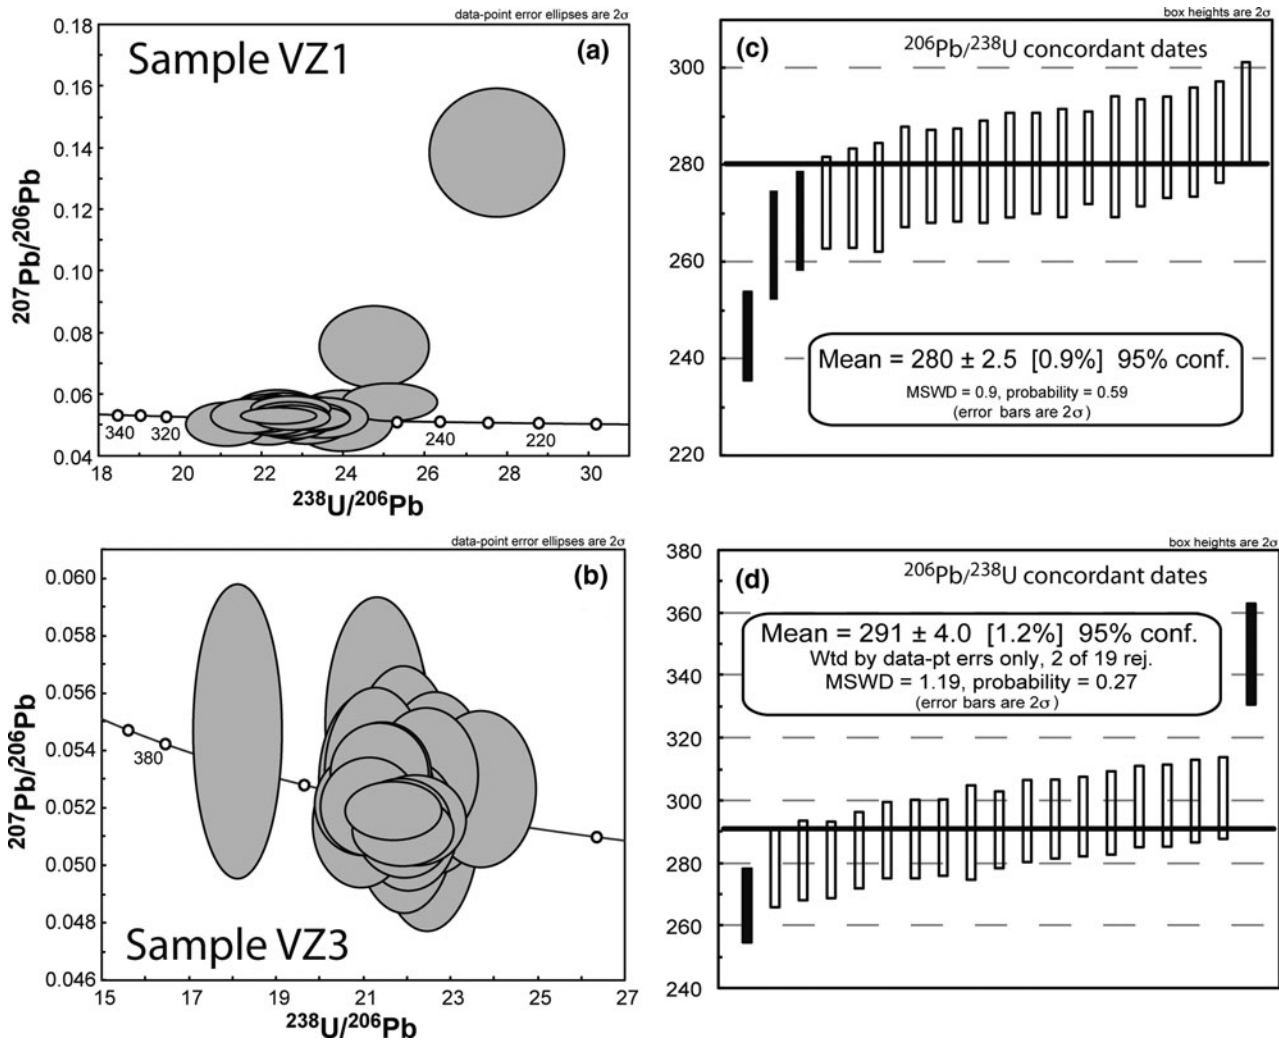 data-point error ellipses are 2σ
Sample VZ1
(a)
0.18
0.16
0.14
0.12
0.10
0.08
0.06
0.04
207Pb/206Pb
340
320
240
220
18
20
22
24
26
28
30
238U/206Pb
box heights are 2σ
(c)
206Pb/238U concordant dates
300
280
260
240
220
Mean = 280 ± 2.5 [0.9%] 95% conf.
MSWD = 0.9, probability = 0.59
(error bars are 2σ)
data-point error ellipses are 2σ
(b)
0.060
0.058
0.056
0.054
0.052
0.050
0.048
0.046
207Pb/206Pb
380
Sample VZ3
15
17
19
21
23
25
27
238U/206Pb
box heights are 2σ
(d)
206Pb/238U concordant dates
380
360
340
320
300
280
260
240
Mean = 291 ± 4.0 [1.2%] 95% conf.
Wtd by data-pt errs only, 2 of 19 rej.
MSWD = 1.19, probability = 0.27
(error bars are 2σ)